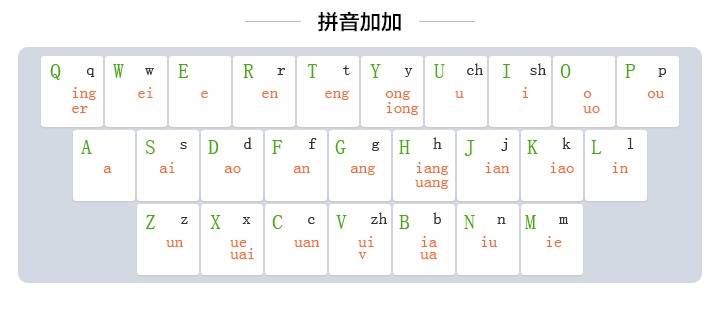 拼音加加
Q q W w E R r T t Y y U ch I sh O P p
ing ei e en eng ong u i o ou
er iong uo
A S s D d F f G g H h J j K k L l
a ai ao an ang iang ian iao in
uang
Z z X x C c V zh B b N n M m
un ue uan ui ia iu ie
uai v ua